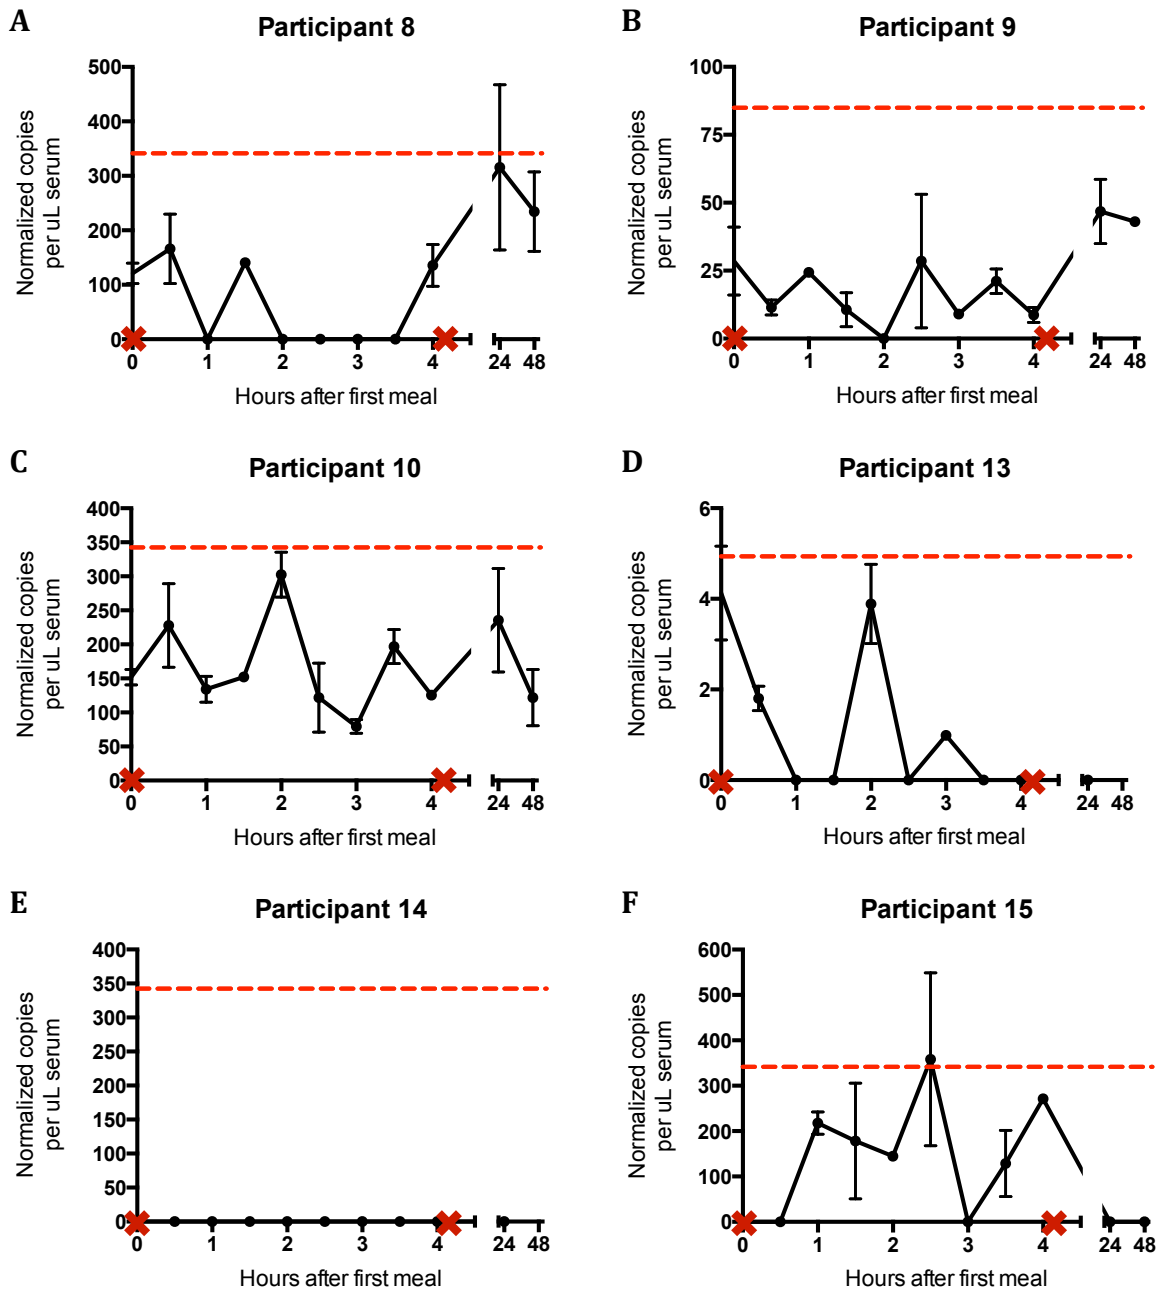 A
Participant 8
Normalized copies
per uL serum
500
400
300
200
100
0
0 1 2 3 4 24 48
Hours after first meal
B
Participant 9
Normalized copies
per uL serum
100
75
50
25
0
0 1 2 3 4 24 48
Hours after first meal
C
Participant 10
Normalized copies
per uL serum
400
350
300
250
200
150
100
50
0
0 1 2 3 4 24 48
Hours after first meal
D
Participant 13
Normalized copies
per uL serum
6
4
2
0
0 1 2 3 4 24 48
Hours after first meal
E
Participant 14
Normalized copies
per uL serum
400
350
300
250
200
150
100
50
0
0 1 2 3 4 24 48
Hours after first meal
F
Participant 15
Normalized copies
per uL serum
600
500
400
300
200
100
0
0 1 2 3 4 24 48
Hours after first meal